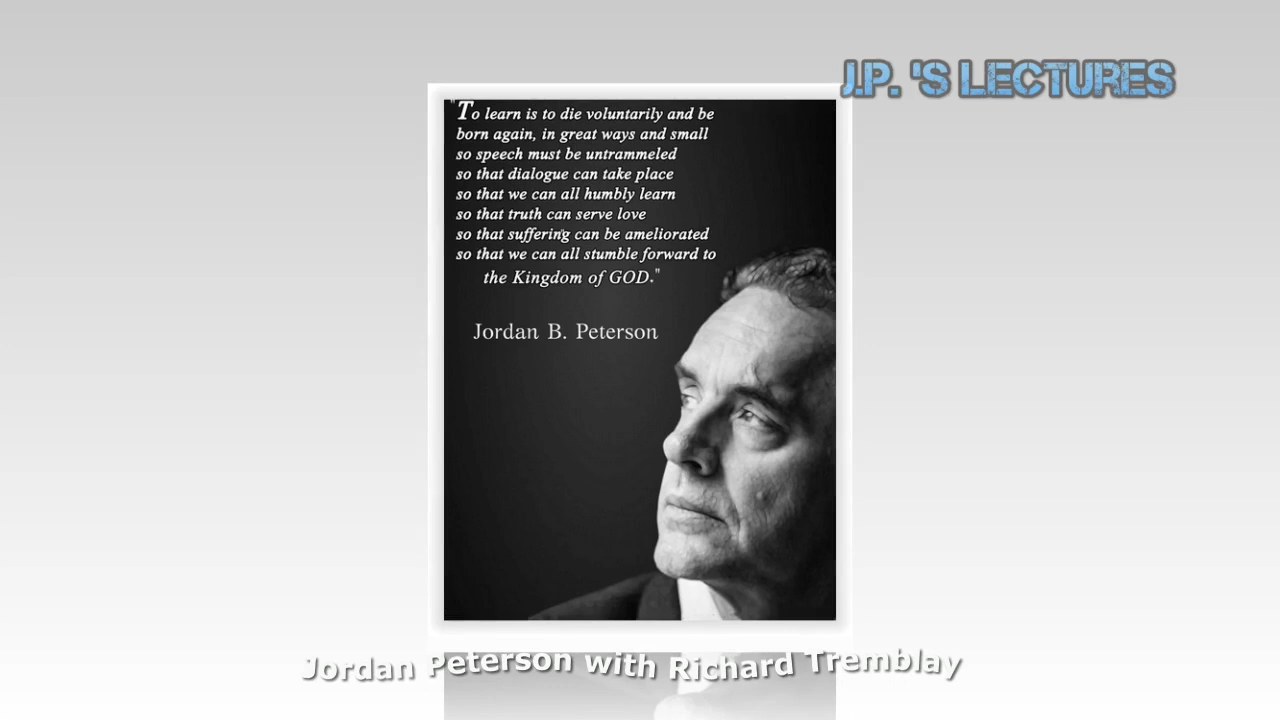 J.P. 'S LECTURES
"To learn is to die voluntarily and be
born again, in great ways and small
so speech must be untrammeled
so that dialogue can take place
so that we can all humbly learn
so that truth can serve love
so that suffering can be ameliorated
so that we can all stumble forward to
the Kingdom of GOD."
Jordan B. Peterson
Jordan Peterson with Richard Tremblay